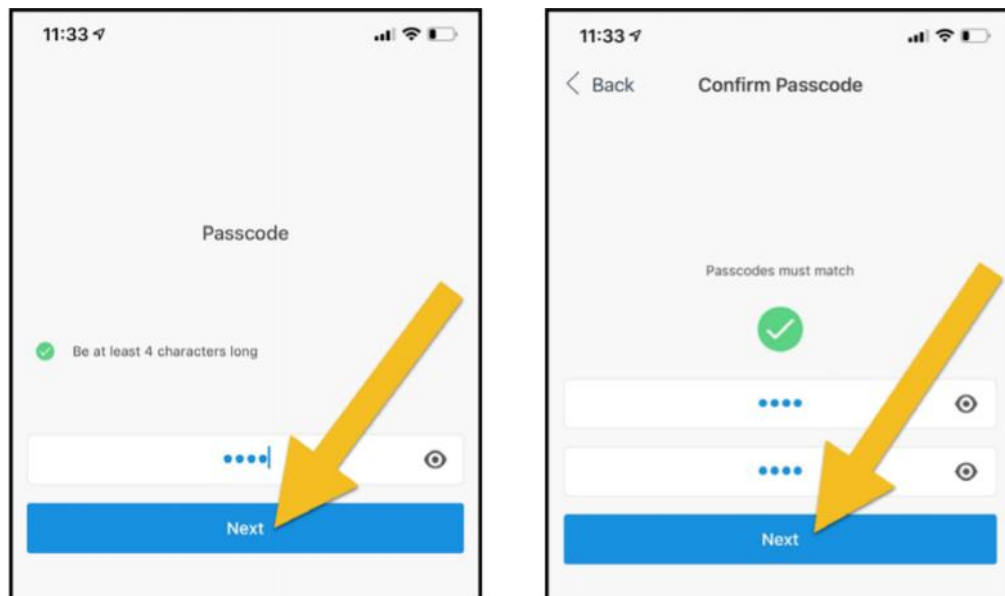 11:33
Passcode
Be at least 4 characters long
••••
Next
11:33
Back
Confirm Passcode
Passcodes must match
••••
••••
Next